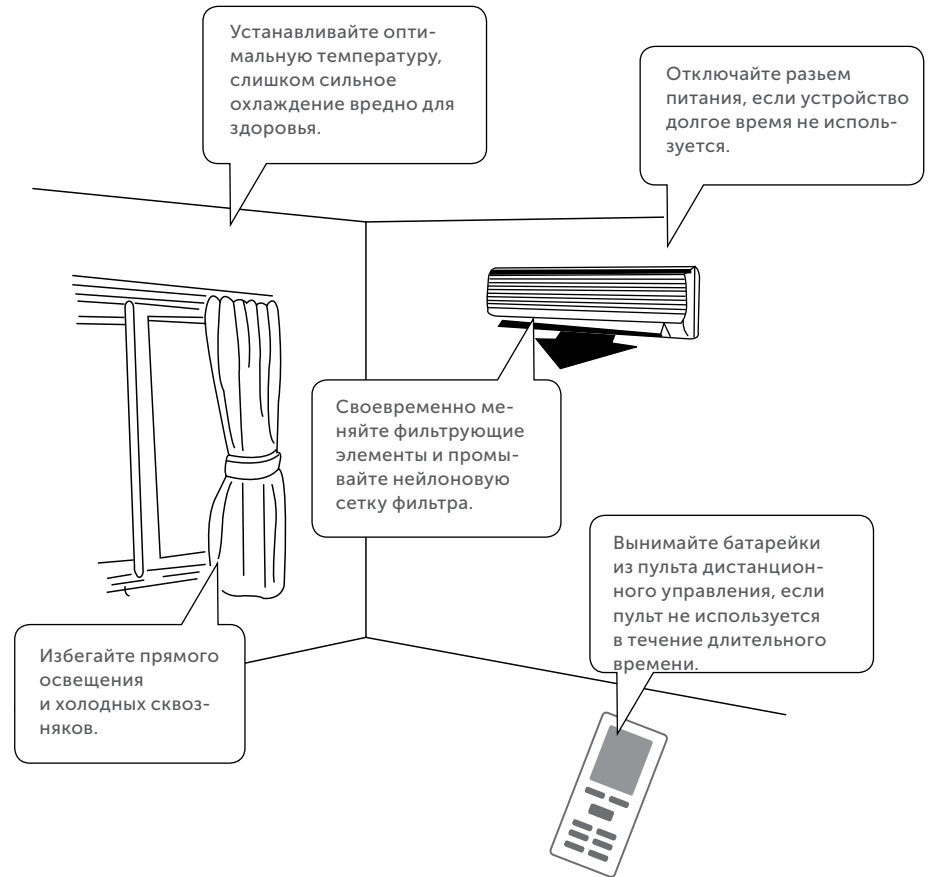 Устанавливайте опти-
мальную температуру,
слишком сильное
охлаждение вредно для
здоровья.
Отключайте разьем
питания, если устройство
долгое время не исполь-
зуется.
Своевременно ме-
няйте фильтрующие
элементы и промы-
вайте нейлоновую
сетку фильтра.
Вынимайте батарейки
из пульта дистанцион-
ного управления, если
пульт не используется
в течение длительного
времени.
Избегайте прямого
освещения
и холодных сквоз-
няков.